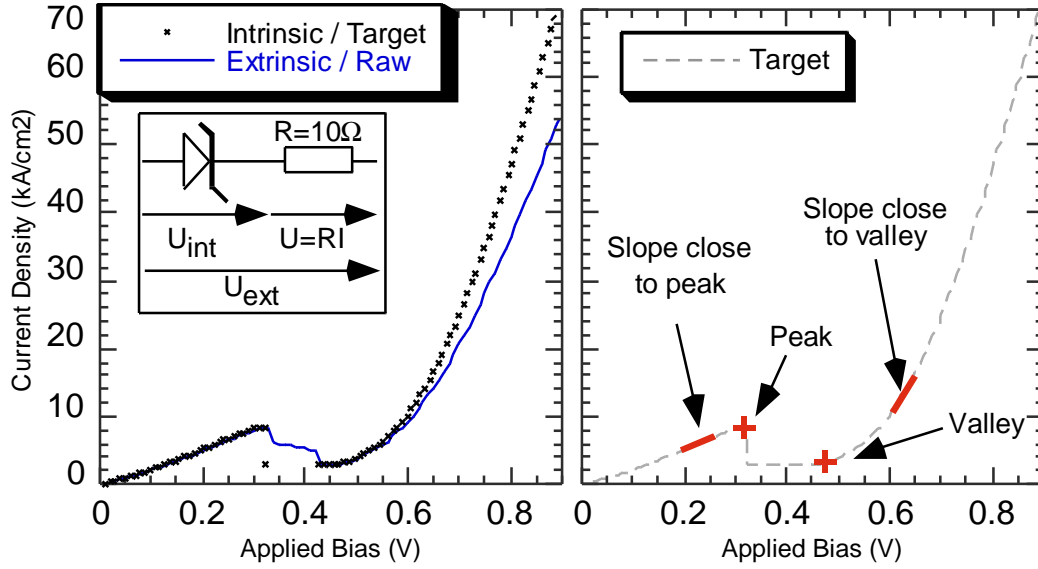 Intrinsic / Target
Extrinsic / Raw
R=10Ω
U_int
U=RI
U_ext
Current Density (kA/cm2)
70
60
50
40
30
20
10
0
0
0.2
0.4
0.6
0.8
Applied Bias (V)
Target
Slope close
to peak
Peak
Slope close
to valley
Valley
0
0.2
0.4
0.6
0.8
Applied Bias (V)